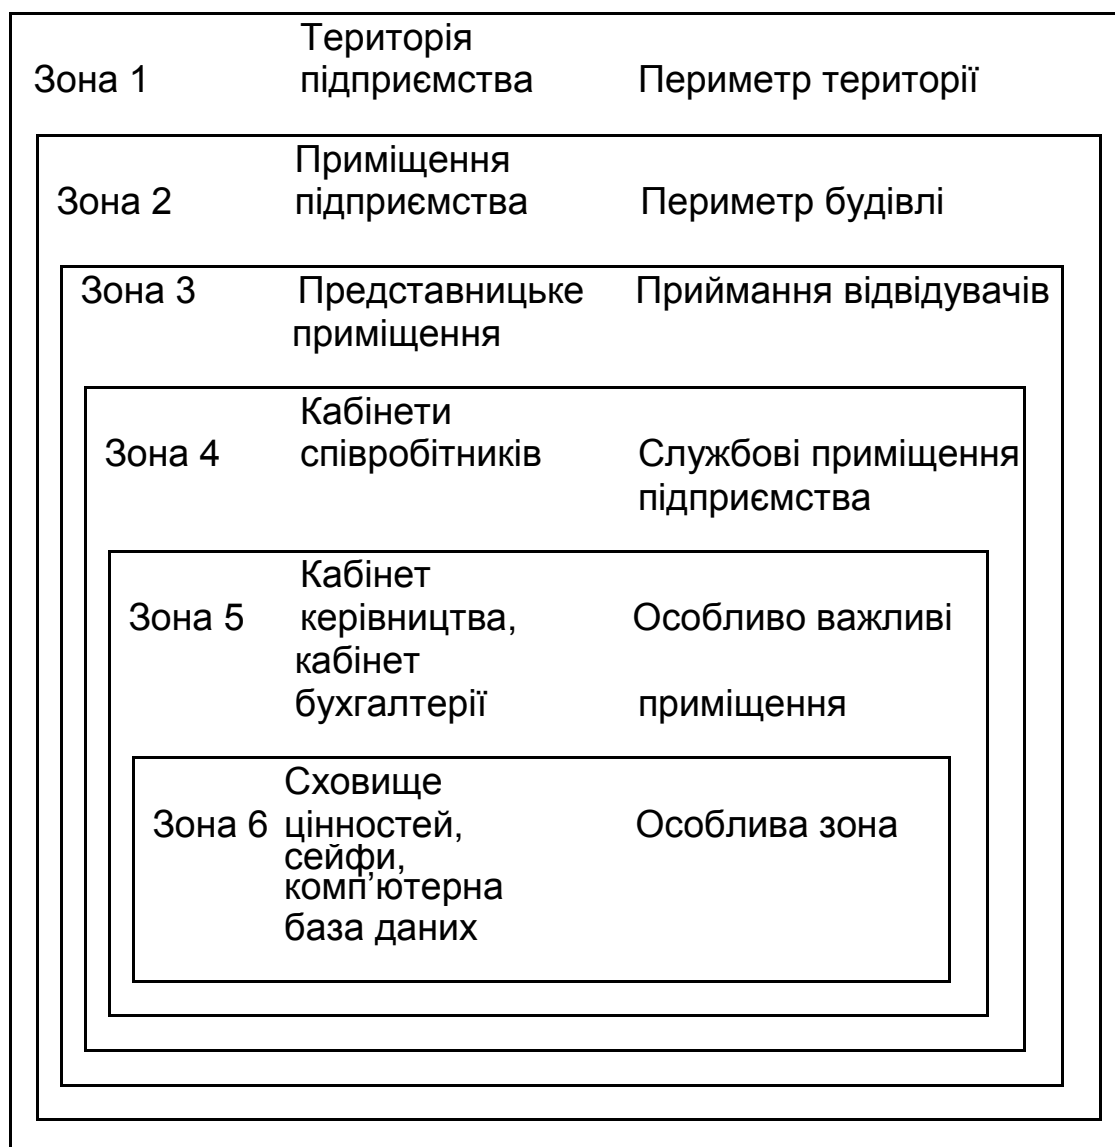 Територія
Зона 1 підприємства Периметр території
Приміщення
Зона 2 підприємства Периметр будівлі
Зона 3 Представницьке Приймання відвідувачів
приміщення
Кабінети
Зона 4 співробітників Службові приміщення
підприємства
Кабінет
Зона 5 керівництва, Особливо важливі
кабінет
бухгалтерії приміщення
Сховище
Зона 6 цінностей, Особлива зона
сейфи,
комп’ютерна
база даних